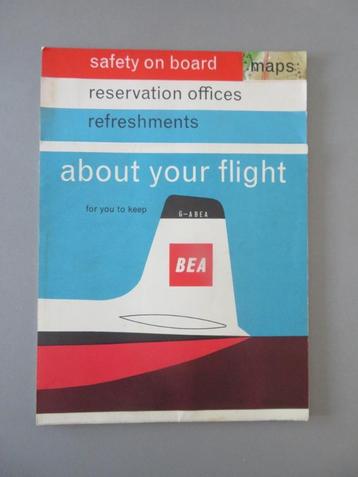 safety on board
maps
reservation offices
refreshments
about your flight
for you to keep
G-ABEA
BEA